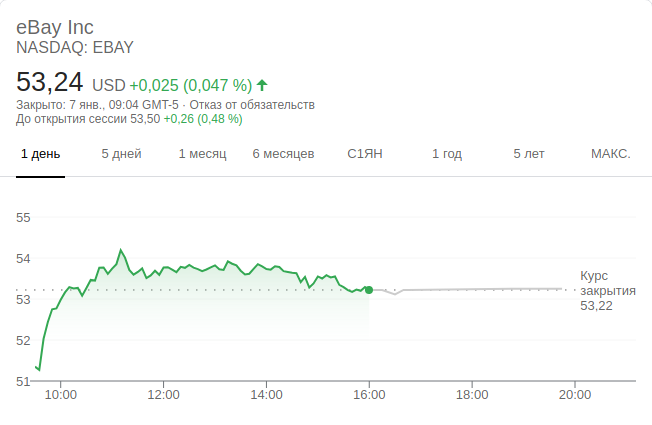 eBay Inc
NASDAQ: EBAY
53,24 USD +0,025 (0,047 %)
Закрыто: 7 янв., 09:04 GMT-5 · Отказ от обязательств
До открытия сессии 53,50 +0,26 (0,48 %)
1 день 5 дней 1 месяц 6 месяцев С1ЯН 1 год 5 лет МАКС.
55
54
53
52
51
Курс
закрытия
53,22
10:00 12:00 14:00 16:00 18:00 20:00